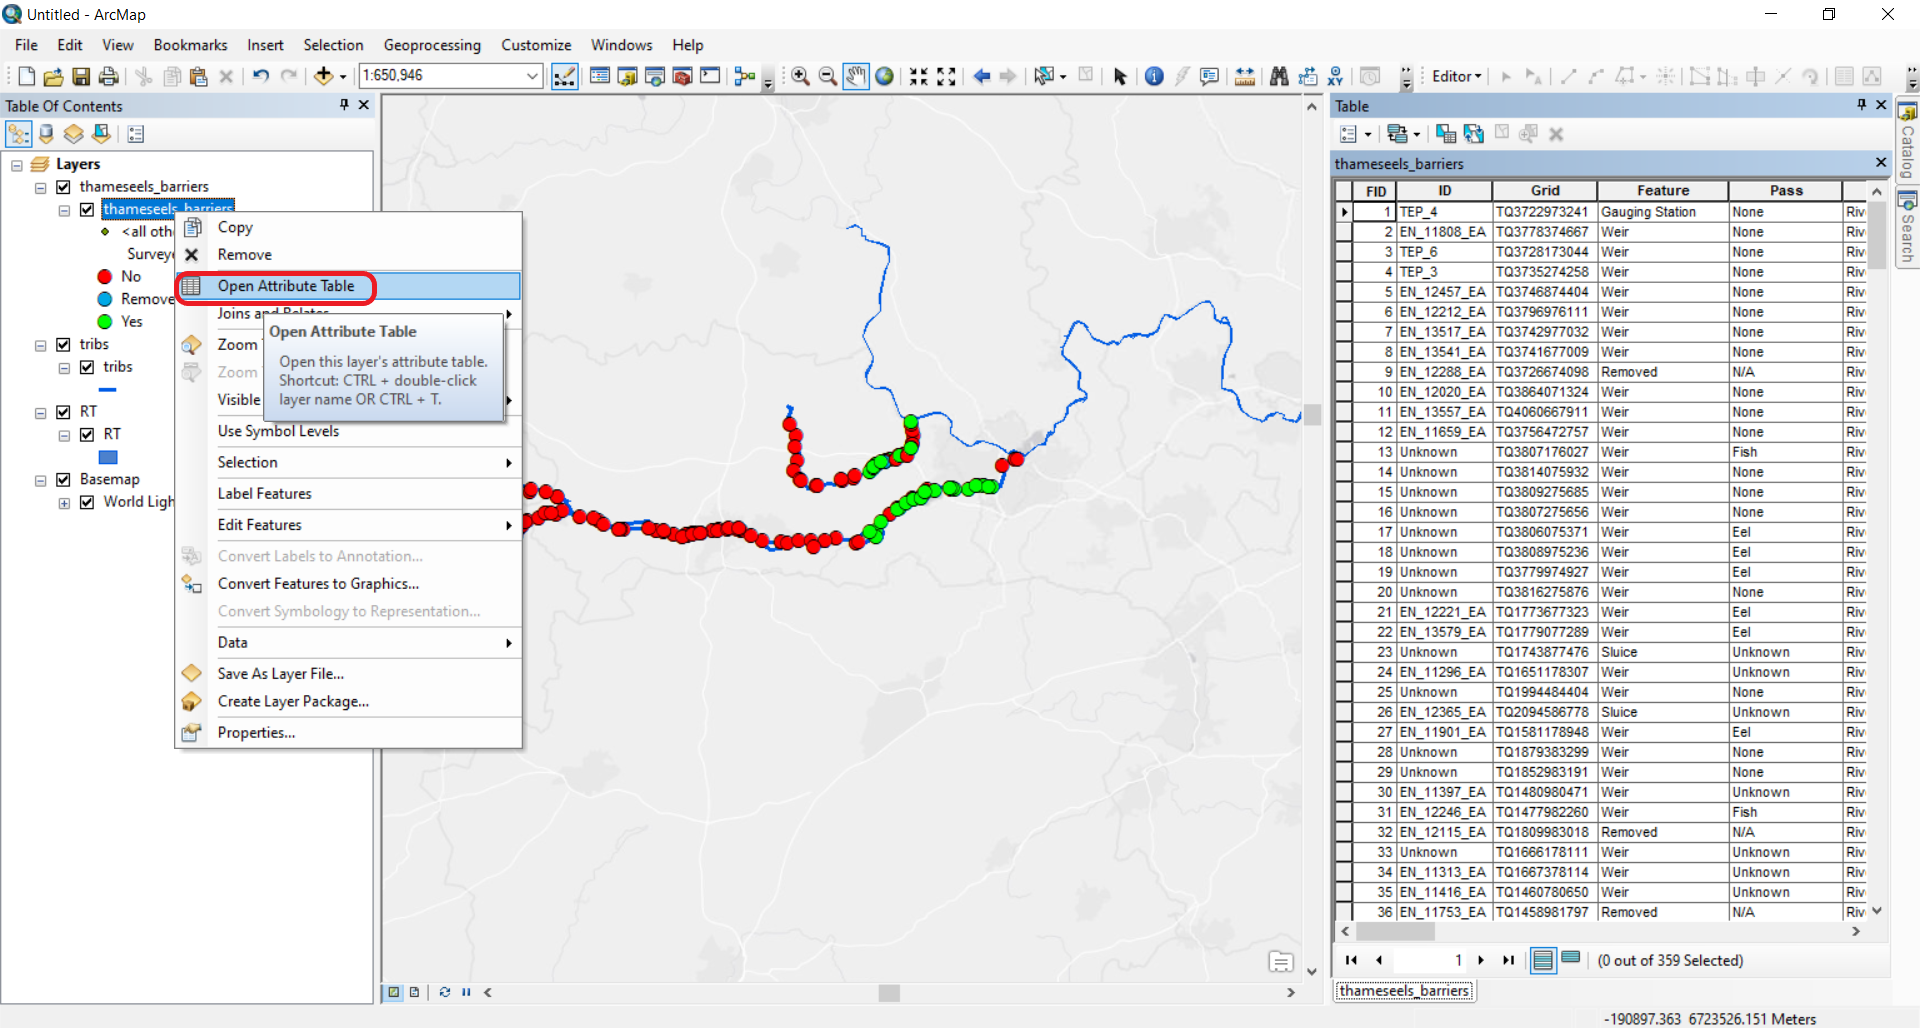 Untitled - ArcMap
File Edit View Bookmarks Insert Selection Geoprocessing Customize Windows Help
1:650,946
Editor
Table Of Contents
Layers
thameseels_barriers
thameseels_barriers
<all oth
Surveye
No
Remove
Yes
tribs
tribs
RT
RT
Basemap
World Ligh
Copy
Remove
Open Attribute Table
Joins and Relates
Zoom
Zoom
Visible
Use Symbol Levels
Selection
Label Features
Edit Features
Convert Labels to Annotation...
Convert Features to Graphics...
Convert Symbology to Representation...
Data
Save As Layer File...
Create Layer Package...
Properties...
Open Attribute Table
Open this layer's attribute table.
Shortcut: CTRL + double-click
layer name OR CTRL + T.
Table
thameseels_barriers
FID ID Grid Feature Pass
1 TEP_4 TQ3722973241 Gauging Station None Riv
2 EN_11808_EA TQ3778374667 Weir None Riv
3 TEP_6 TQ3728173044 Weir None Riv
4 TEP_3 TQ3735274258 Weir None Riv
5 EN_12457_EA TQ3746874404 Weir None Riv
6 EN_12212_EA TQ3796976111 Weir None Riv
7 EN_13517_EA TQ3742977032 Weir None Riv
8 EN_13541_EA TQ3741677009 Weir None Riv
9 EN_12288_EA TQ3726674098 Removed N/A Riv
10 EN_12020_EA TQ3864071324 Weir None Riv
11 EN_13557_EA TQ4060667911 Weir None Riv
12 EN_11659_EA TQ3756472757 Weir None Riv
13 Unknown TQ3807176027 Weir Fish Riv
14 Unknown TQ3814075932 Weir None Riv
15 Unknown TQ3809275685 Weir None Riv
16 Unknown TQ3807275656 Weir None Riv
17 Unknown TQ3806075371 Weir Eel Riv
18 Unknown TQ3808975236 Weir Eel Riv
19 Unknown TQ3779974927 Weir Eel Riv
20 Unknown TQ3816275876 Weir None Riv
21 EN_12221_EA TQ1773677323 Weir Eel Riv
22 EN_13579_EA TQ1779077289 Weir Eel Riv
23 Unknown TQ1743877476 Sluice Unknown Riv
24 EN_11296_EA TQ1651178307 Weir Unknown Riv
25 Unknown TQ1994484404 Weir None Riv
26 EN_12365_EA TQ2094586778 Sluice Unknown Riv
27 EN_11901_EA TQ1581178948 Weir Eel Riv
28 Unknown TQ1879383299 Weir None Riv
29 Unknown TQ1852983191 Weir None Riv
30 EN_11397_EA TQ1480980471 Weir Unknown Riv
31 EN_12246_EA TQ1477982260 Weir Fish Riv
32 EN_12115_EA TQ1809983018 Removed N/A Riv
33 Unknown TQ1666178111 Weir Unknown Riv
34 EN_11313_EA TQ1667378114 Weir Unknown Riv
35 EN_11416_EA TQ1460780650 Weir Unknown Riv
36 EN_11753_EA TQ1458981797 Removed N/A Riv
1 (0 out of 359 Selected)
thameseels_barriers
Catalog
Search
-190897.363 6723526.151 Meters